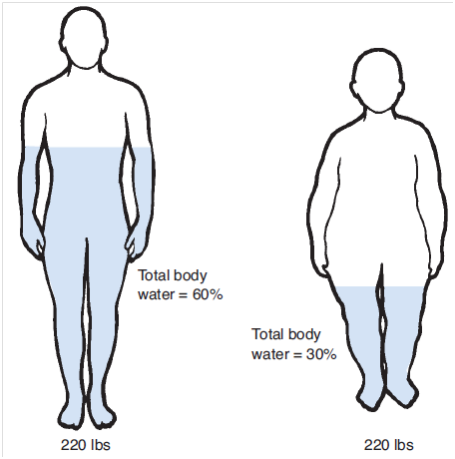 Total body
water = 60%
220 lbs
Total body
water = 30%
220 lbs